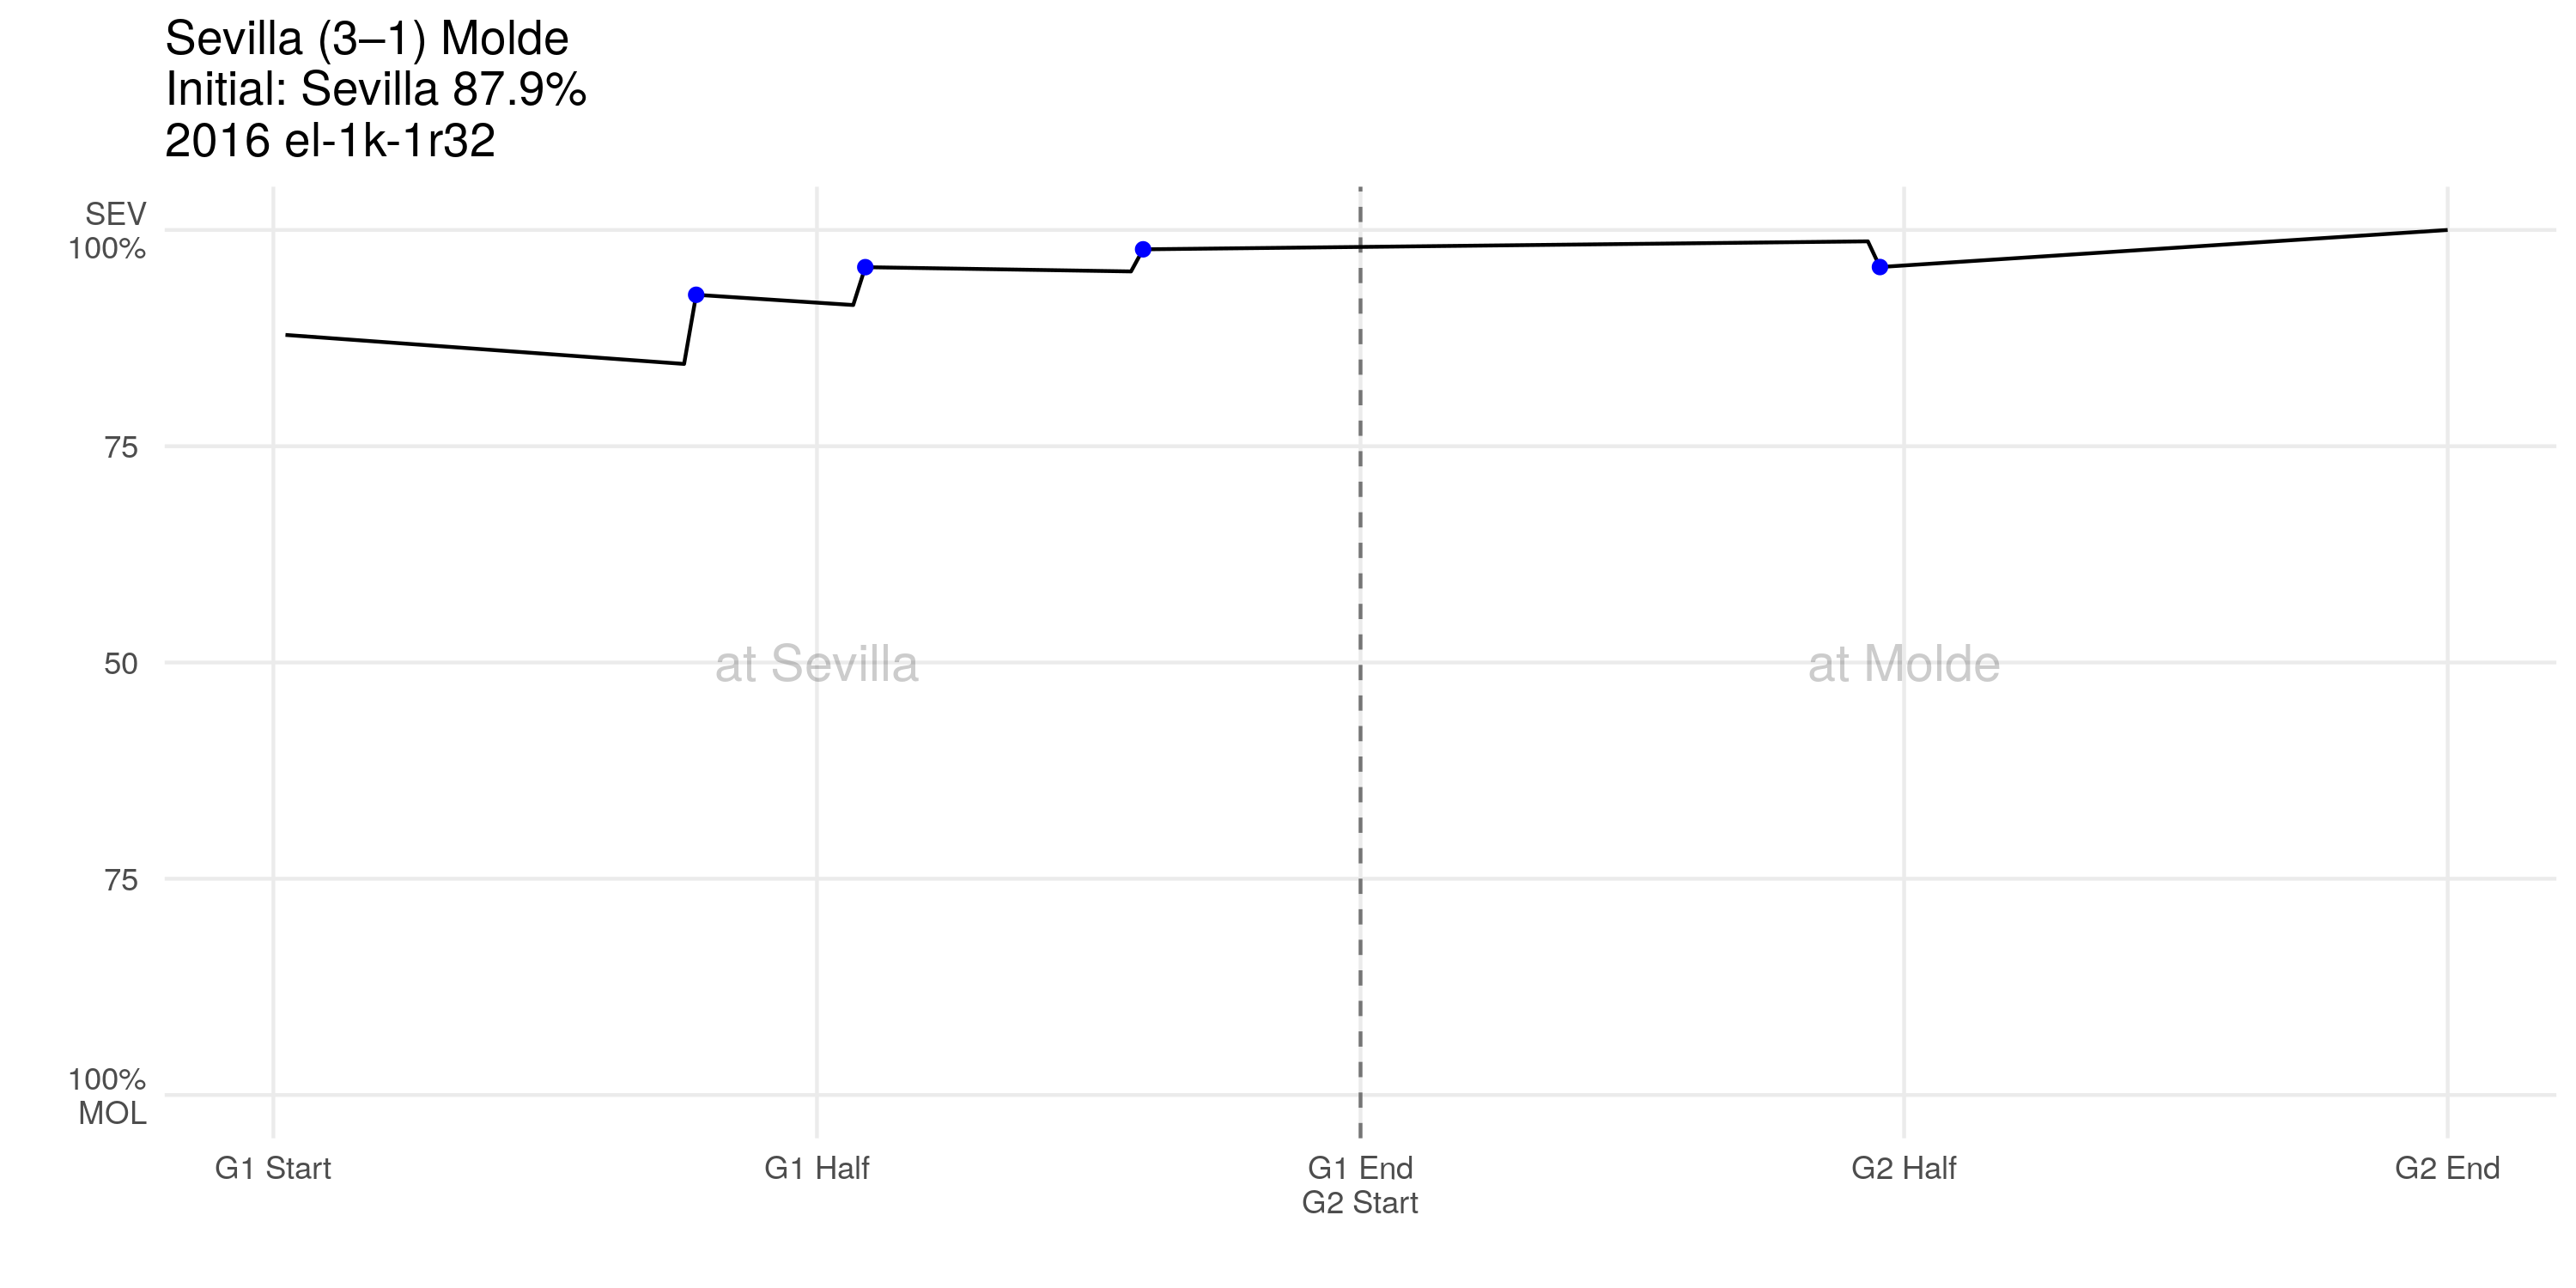 Sevilla (3–1) Molde
Initial: Sevilla 87.9%
2016 el-1k-1r32
SEV
100%
75
50
75
100%
MOL
at Sevilla
at Molde
G1 Start
G1 Half
G1 End
G2 Start
G2 Half
G2 End